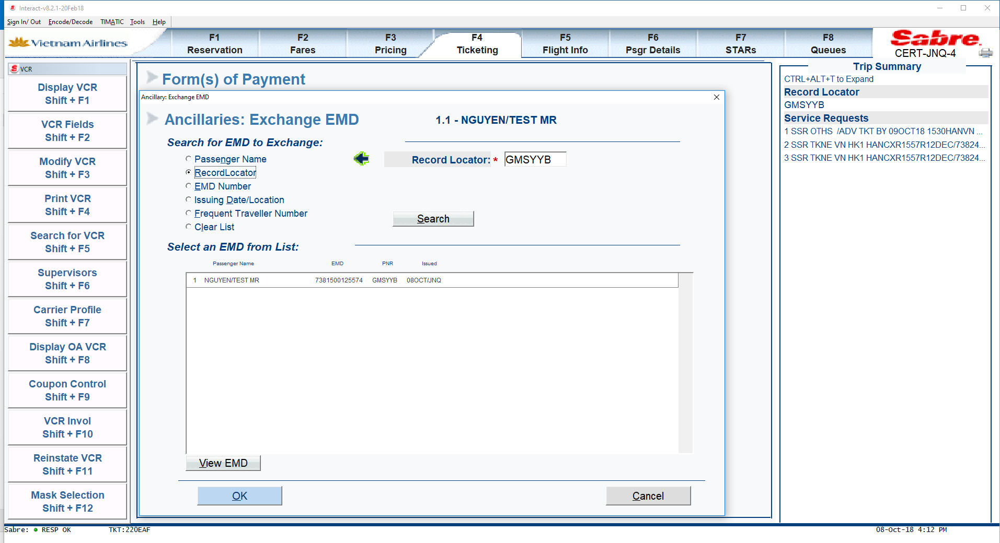 Interact-v8.2.1-20Feb18
Sign In/ Out Encode/Decode TIMATIC Tools Help
Vietnam Airlines
F1 Reservation
F2 Fares
F3 Pricing
F4 Ticketing
F5 Flight Info
F6 Psgr Details
F7 STARs
F8 Queues
Sabre.
CERT-JNQ-4
VCR
Display VCR
Shift + F1
VCR Fields
Shift + F2
Modify VCR
Shift + F3
Print VCR
Shift + F4
Search for VCR
Shift + F5
Supervisors
Shift + F6
Carrier Profile
Shift + F7
Display OA VCR
Shift + F8
Coupon Control
Shift + F9
VCR Invol
Shift + F10
Reinstate VCR
Shift + F11
Mask Selection
Shift + F12
Form(s) of Payment
Ancillary: Exchange EMD
Ancillaries: Exchange EMD 1.1 - NGUYEN/TEST MR
Search for EMD to Exchange:
Passenger Name
RecordLocator
EMD Number
Issuing Date/Location
Frequent Traveller Number
Clear List
Record Locator: * GMSYYB
Search
Select an EMD from List:
Passenger Name EMD PNR Issued
1 NGUYEN/TEST MR 7381500125574 GMSYYB 08OCT/JNQ
View EMD
OK
Cancel
Trip Summary
CTRL+ALT+T to Expand
Record Locator
GMSYYB
Service Requests
1 SSR OTHS /ADV TKT BY 09OCT18 1530HANVN ...
2 SSR TKNE VN HK1 HANCXR1557R12DEC/73824...
3 SSR TKNE VN HK1 HANCXR1557R12DEC/73824...
Sabre: RESP OK TKT:220EAF 08-Oct-18 4:12 PM